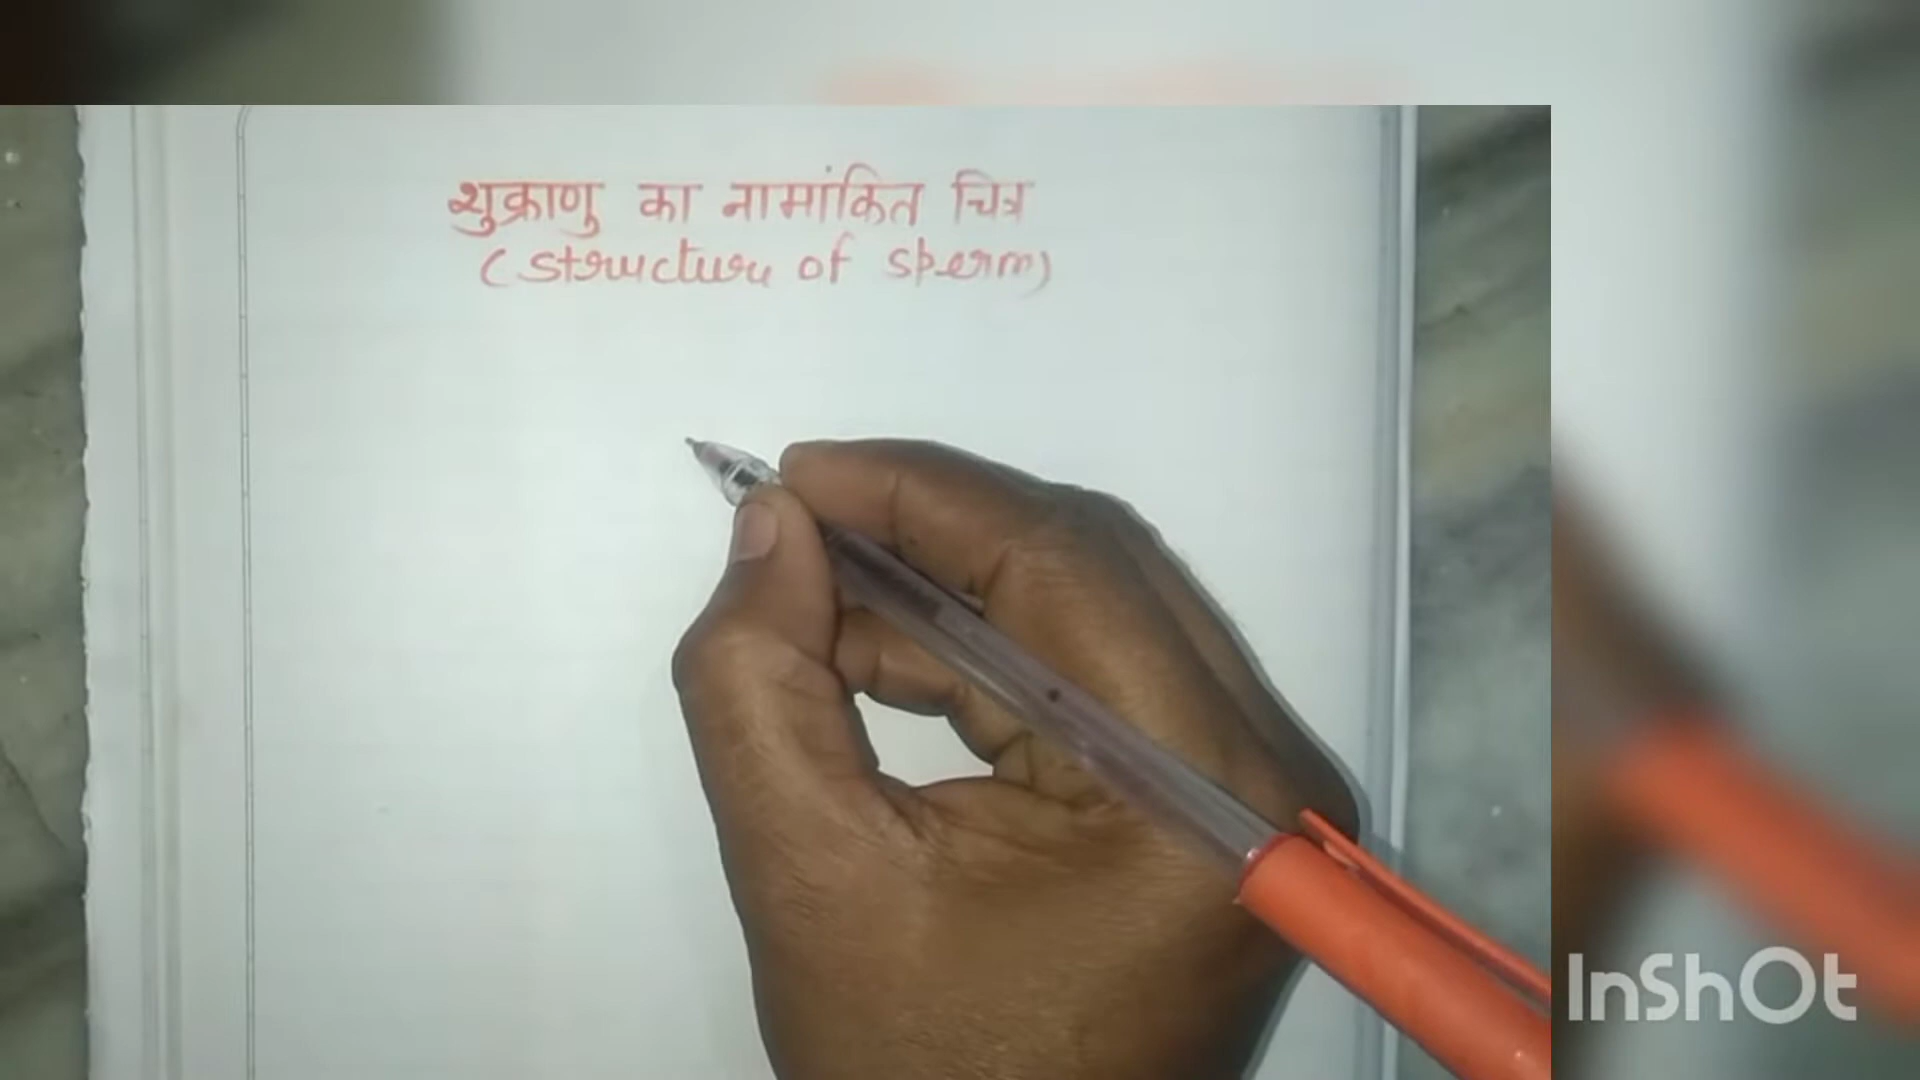 शुक्राणु का नामांकित चित्र
(structure of sperm)
InShOt